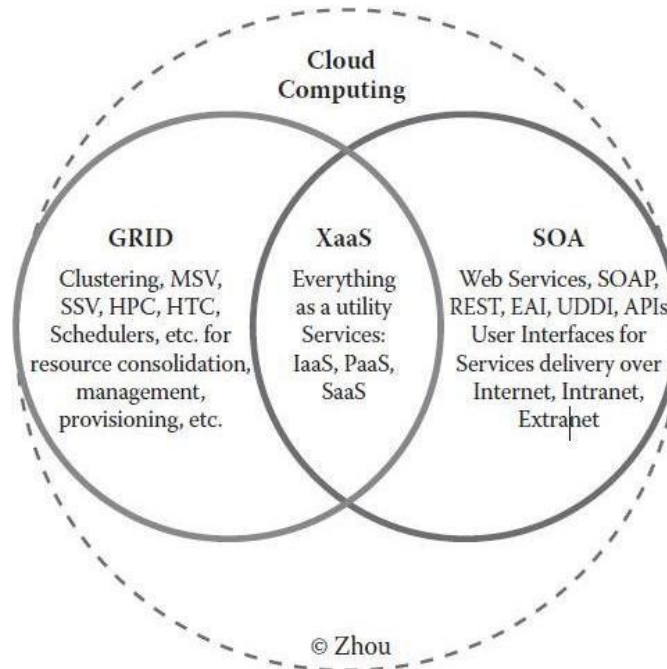 Cloud
Computing
GRID
Clustering, MSV,
SSV, HPC, HTC,
Schedulers, etc. for
resource consolidation,
management,
provisioning, etc.
XaaS
Everything
as a utility
Services:
IaaS, PaaS,
SaaS
SOA
Web Services, SOAP,
REST, EAI, UDDI, APIs
User Interfaces for
Services delivery over
Internet, Intranet,
Extranet
© Zhou